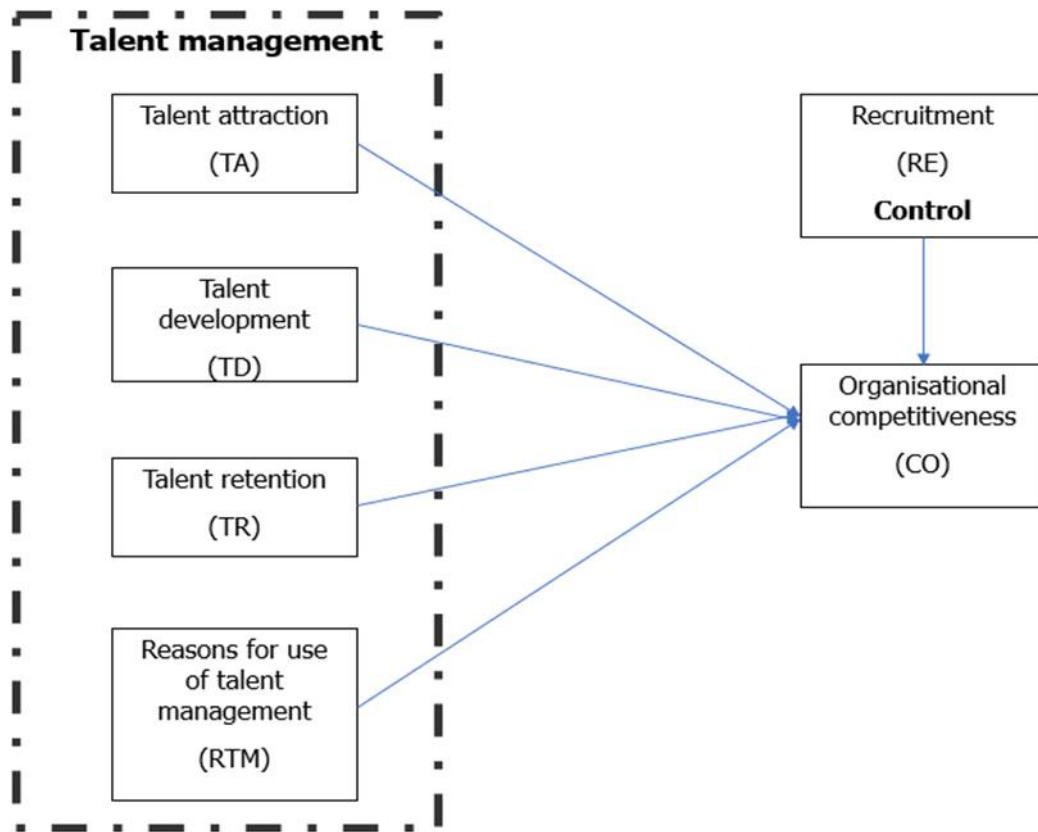 Talent management
Talent attraction
(TA)
Talent
development
(TD)
Talent retention
(TR)
Reasons for use
of talent
management
(RTM)
Recruitment
(RE)
Control
Organisational
competitiveness
(CO)